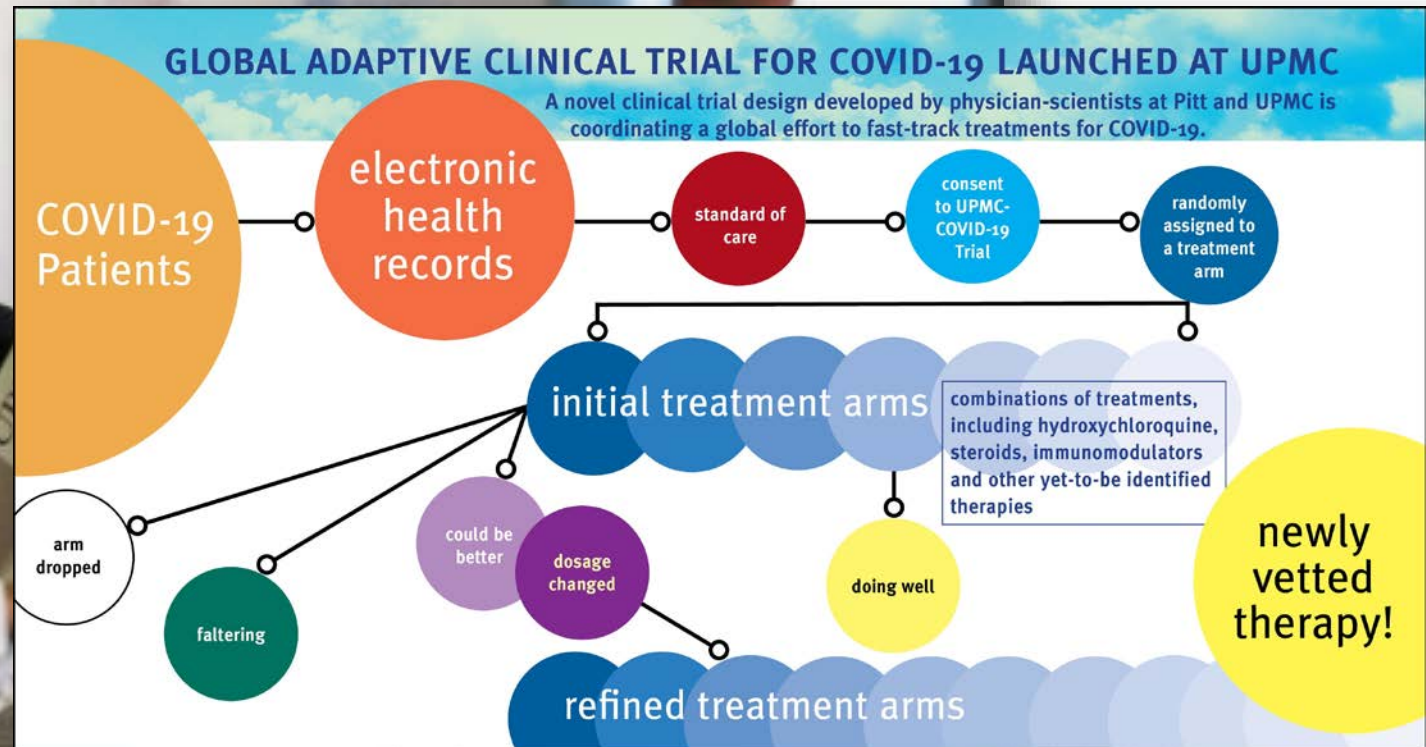 GLOBAL ADAPTIVE CLINICAL TRIAL FOR COVID-19 LAUNCHED AT UPMC
A novel clinical trial design developed by physician-scientists at Pitt and UPMC is
coordinating a global effort to fast-track treatments for COVID-19.
COVID-19
Patients
electronic
health
records
standard of
care
consent
to UPMC-
COVID-19
Trial
randomly
assigned to
a treatment
arm
initial treatment arms
combinations of treatments,
including hydroxychloroquine,
steroids, immunomodulators
and other yet-to-be identified
therapies
arm
dropped
faltering
could be
better
dosage
changed
doing well
newly
vetted
therapy!
refined treatment arms